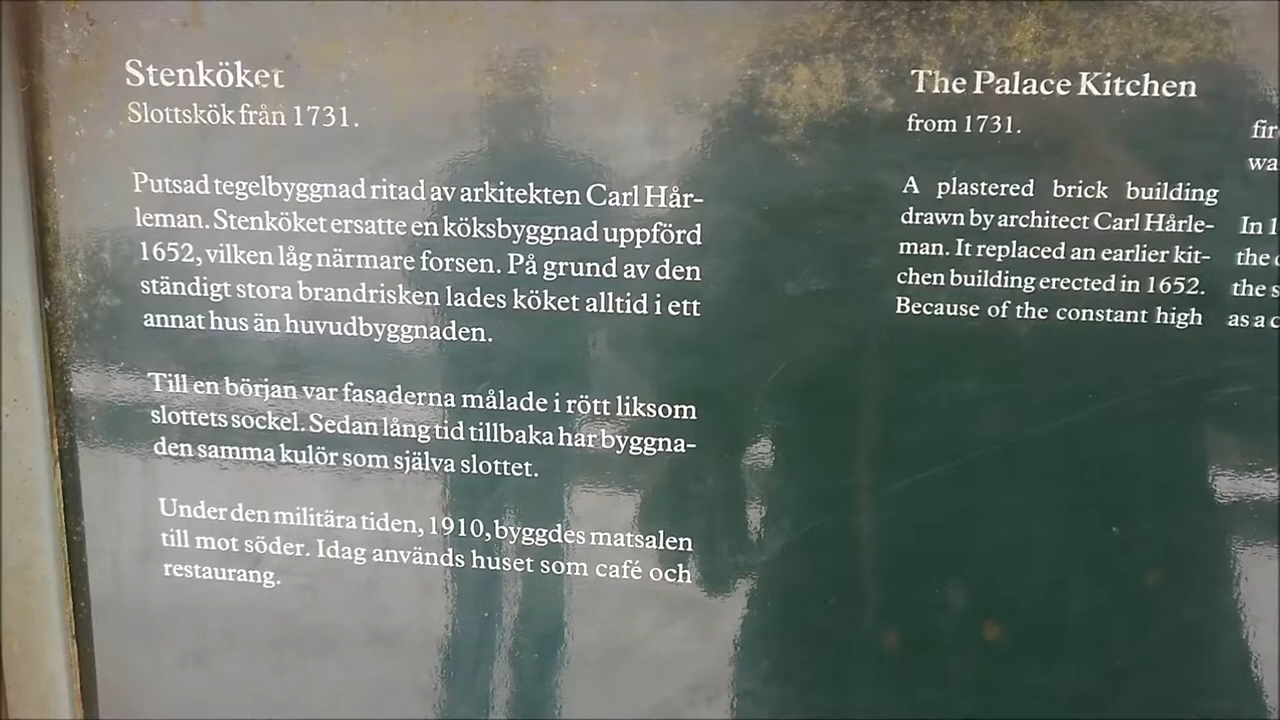 Stenköket
Slottskök från 1731.
Putsad tegelbyggnad ritad av arkitekten Carl Hår-
leman. Stenköket ersatte en köksbyggnad uppförd
1652, vilken låg närmare forsen. På grund av den
ständigt stora brandrisken lades köket alltid i ett
annat hus än huvudbyggnaden.
Till en början var fasaderna målade i rött liksom
slottets sockel. Sedan lång tid tillbaka har byggna-
den samma kulör som själva slottet.
Under den militära tiden, 1910, byggdes matsalen
till mot söder. Idag används huset som café och
restaurang.
The Palace Kitchen
from 1731.
A plastered brick building
drawn by architect Carl Hårle-
man. It replaced an earlier kit-
chen building erected in 1652.
Because of the constant high
In 1
the
the s
as a c